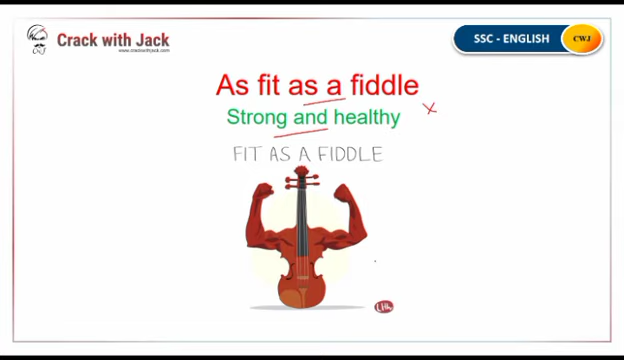 Crack with Jack
www.crackwithjack.com
SSC - ENGLISH
CWJ
As fit as a fiddle
Strong and healthy
FIT AS A FIDDLE